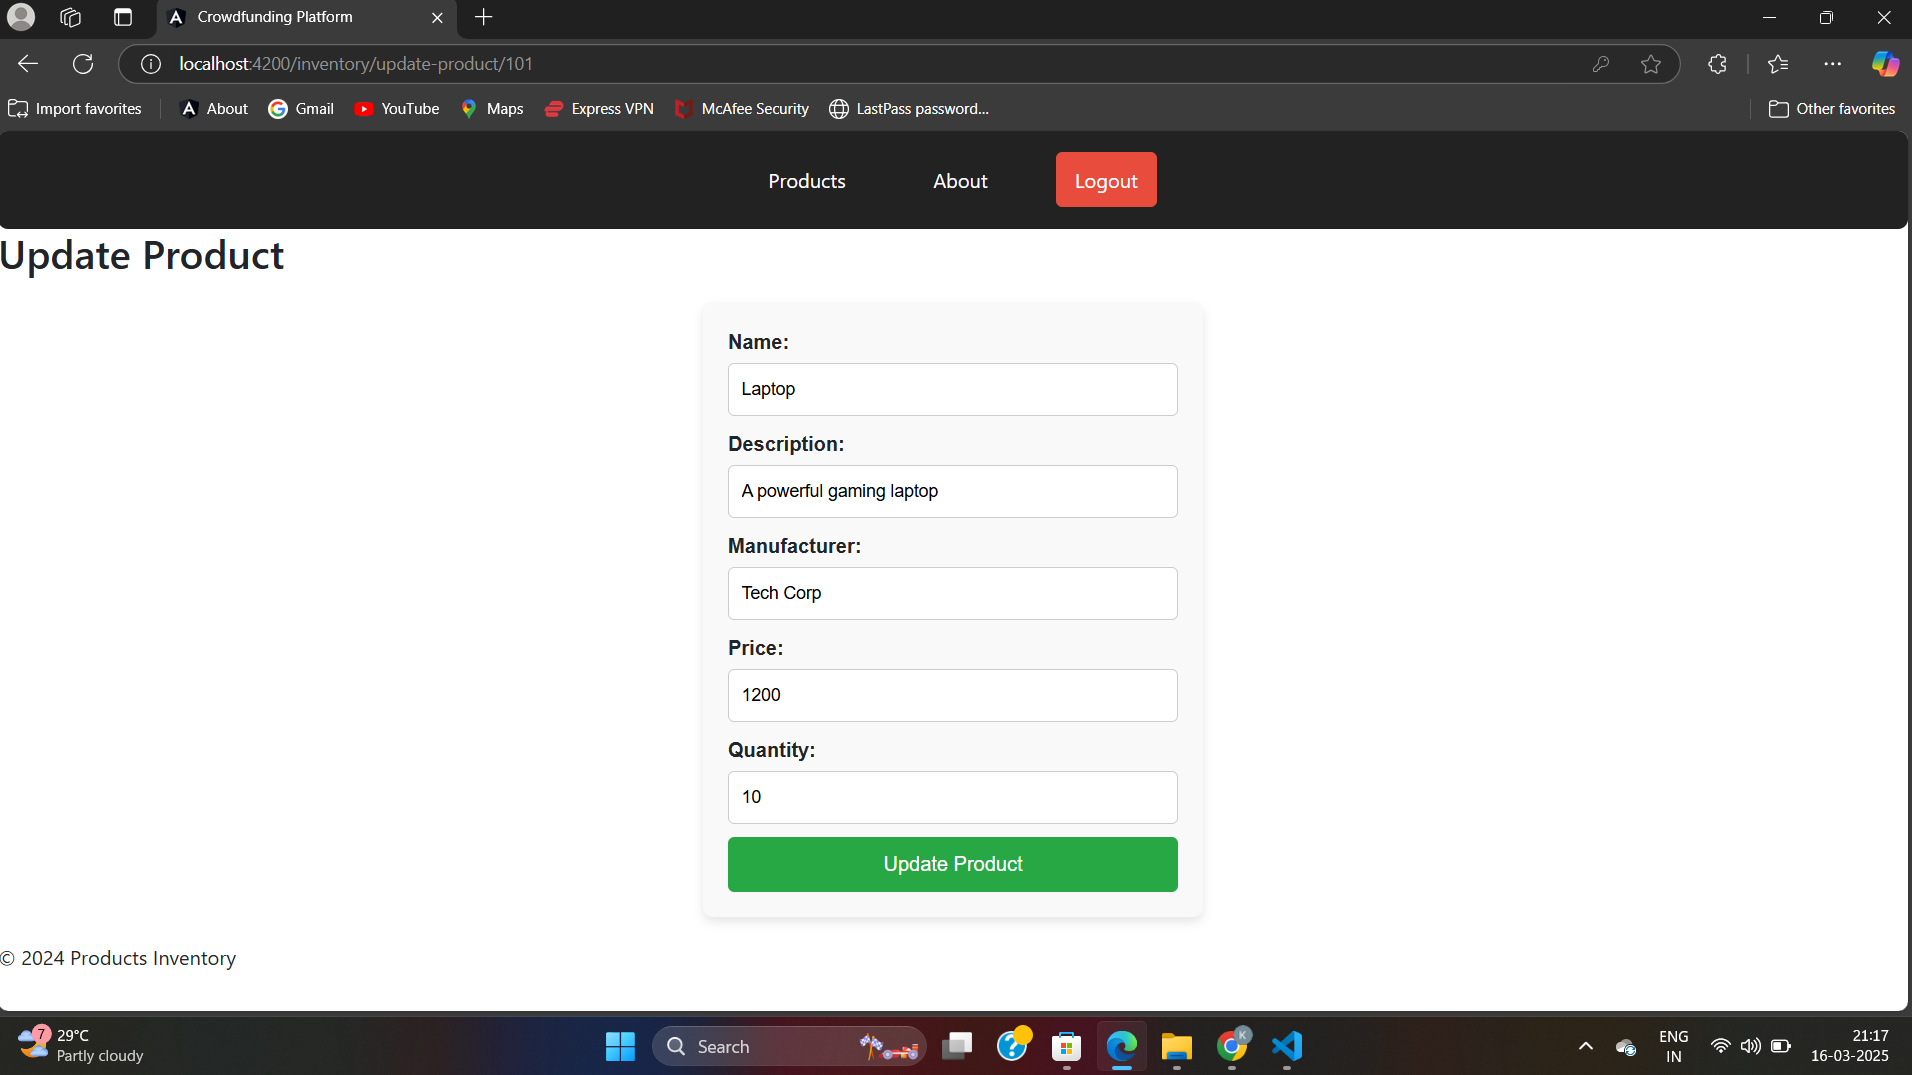 Crowdfunding Platform
localhost:4200/inventory/update-product/101
Import favorites
About
Gmail
YouTube
Maps
Express VPN
McAfee Security
LastPass password...
Other favorites
Products
About
Logout
Update Product
Name:
Laptop
Description:
A powerful gaming laptop
Manufacturer:
Tech Corp
Price:
1200
Quantity:
10
Update Product
© 2024 Products Inventory
7
29°C
Partly cloudy
Search
K
ENG
IN
21:17
16-03-2025